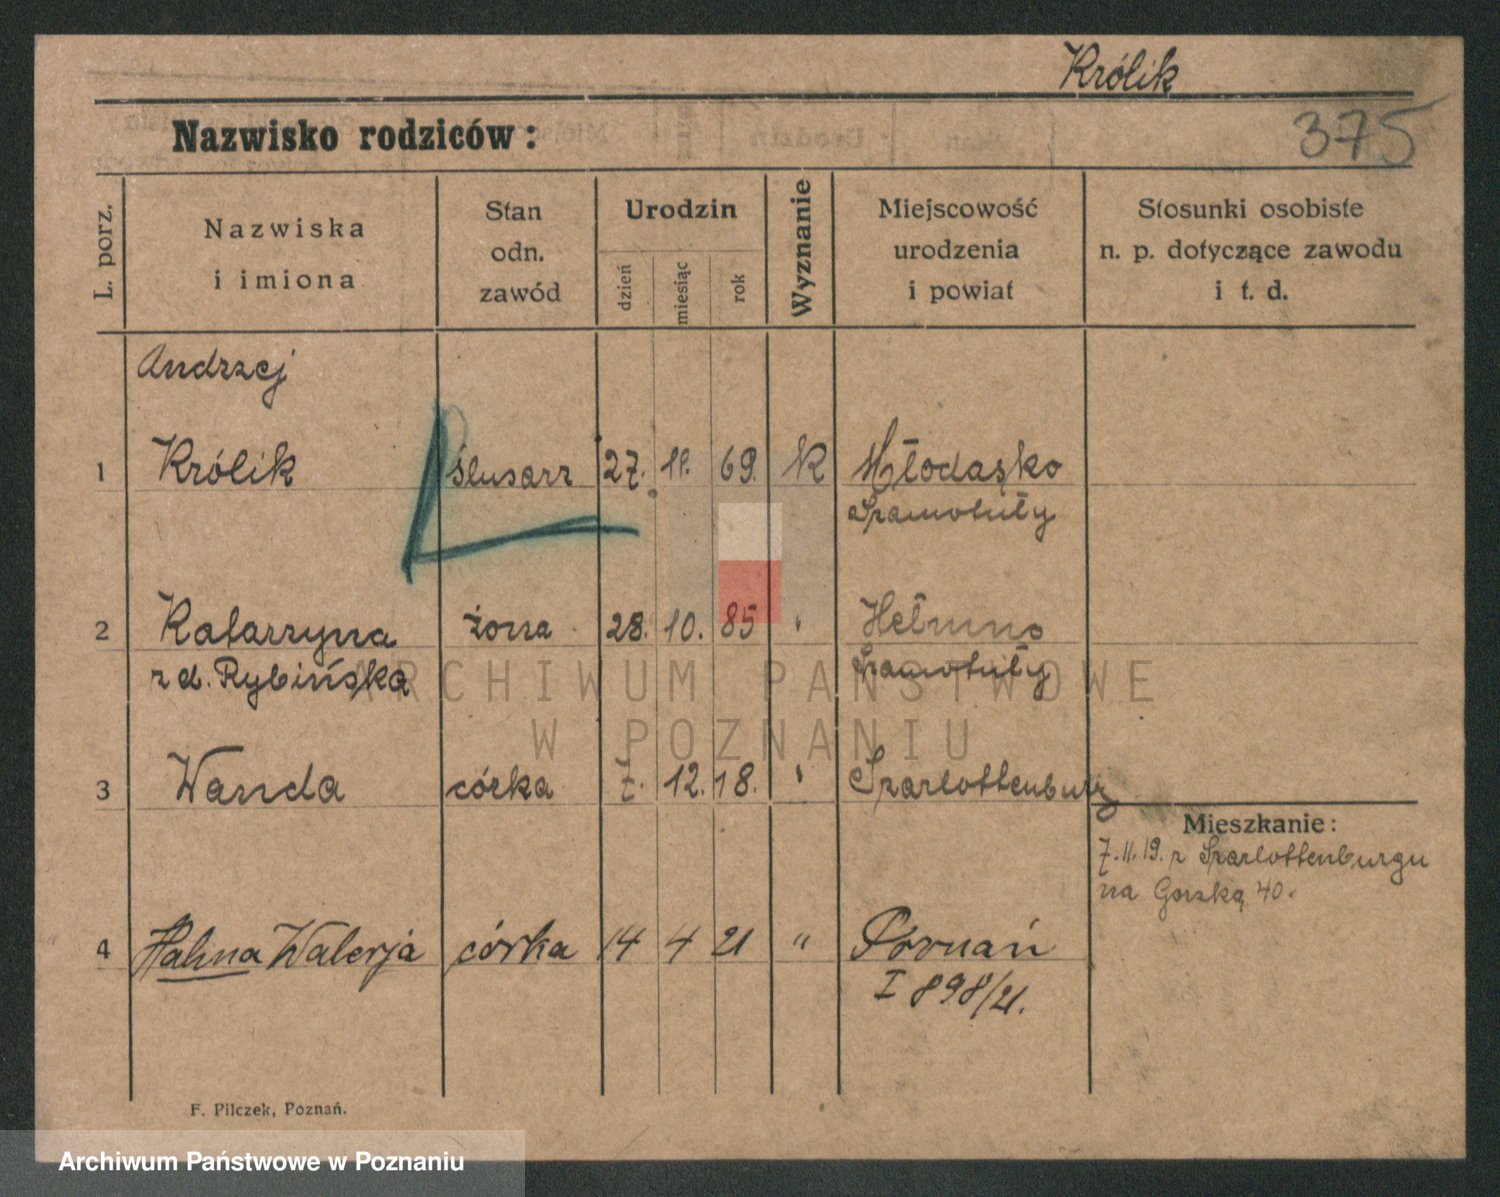 Królik
375
Nazwisko rodziców:
L. porz.
Nazwiska
i imiona
Stan
odn.
zawód
Urodzin
dzień
miesiąc
rok
Wyznanie
Miejscowość
urodzenia
i powiat
Stosunki osobiste
n. p. dotyczące zawodu
i t. d.
Andrzej
1 Królik ślusarz 27. 11. 69. K Młodasko
Szamotuły
2 Katarzyna żona 28. 10. 85 " Hełmno
z d. Rybińska Szamotuły
3 Wanda córka 7. 12. 18. " Szarlottenburg
Mieszkanie:
7.11.19. z Szarlottenburgu
na Gorzką 40.
4 Halina Walerja córka 14 4 21 " Poznań
I 898/21.
F. Pilczek, Poznań.
ARCHIWUM PAŃSTWOWE
W POZNANIU
Archiwum Państwowe w Poznaniu